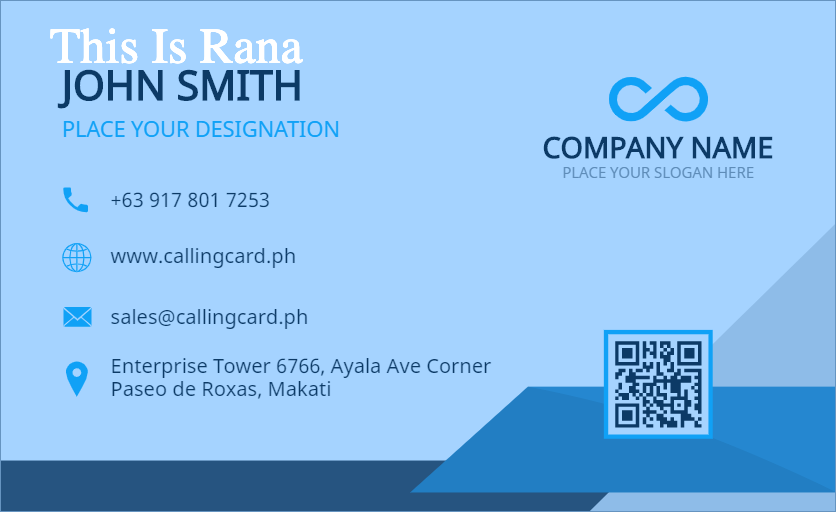 This Is Rana
JOHN SMITH
PLACE YOUR DESIGNATION
COMPANY NAME
PLACE YOUR SLOGAN HERE
+63 917 801 7253
www.callingcard.ph
sales@callingcard.ph
Enterprise Tower 6766, Ayala Ave Corner
Paseo de Roxas, Makati